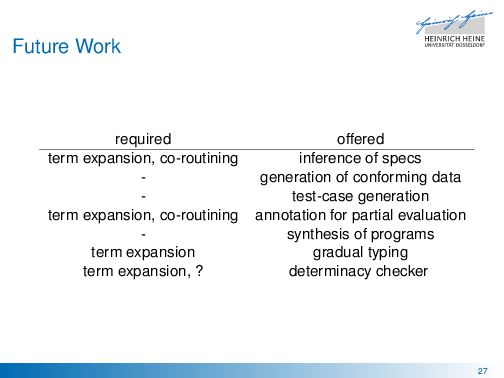 HEINRICH HEINE
UNIVERSITÄT DÜSSELDORF
Future Work
required offered
term expansion, co-routining inference of specs
- generation of conforming data
- test-case generation
term expansion, co-routining annotation for partial evaluation
- synthesis of programs
term expansion gradual typing
term expansion, ? determinacy checker
27